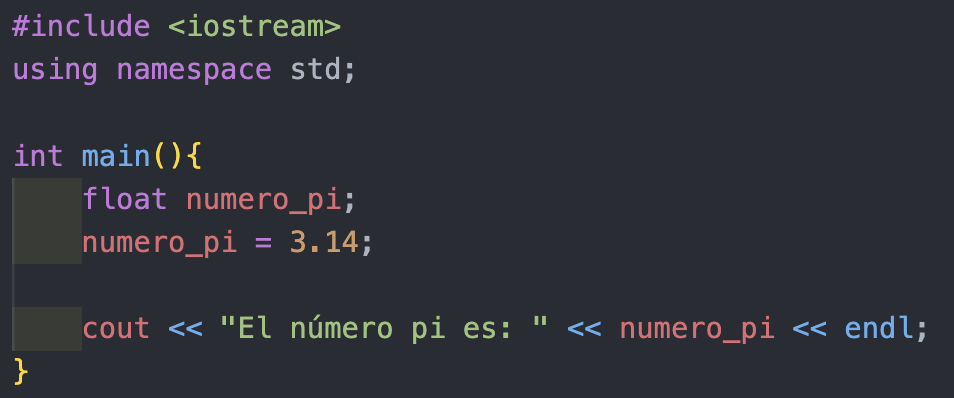 #include <iostream>
using namespace std;
int main(){
float numero_pi;
numero_pi = 3.14;
cout << "El número pi es: " << numero_pi << endl;
}